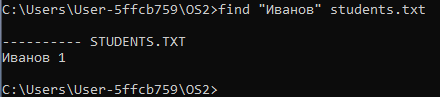 C:\Users\User-5ffcb759\OS2>find "Иванов" students.txt
---------- STUDENTS.TXT
Иванов 1
C:\Users\User-5ffcb759\OS2>